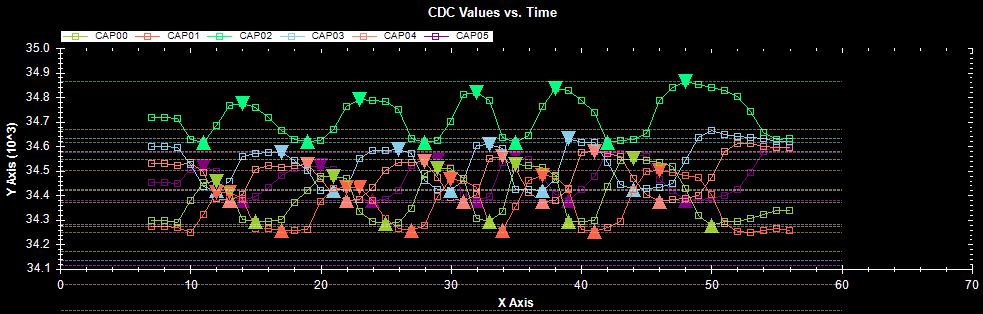 CDC Values vs. Time
CAP00 CAP01 CAP02 CAP03 CAP04 CAP05
35.0
34.9
34.8
34.7
34.6
34.5
34.4
34.3
34.2
34.1
Y Axis (10^3)
0 10 20 30 40 50 60 70
X Axis